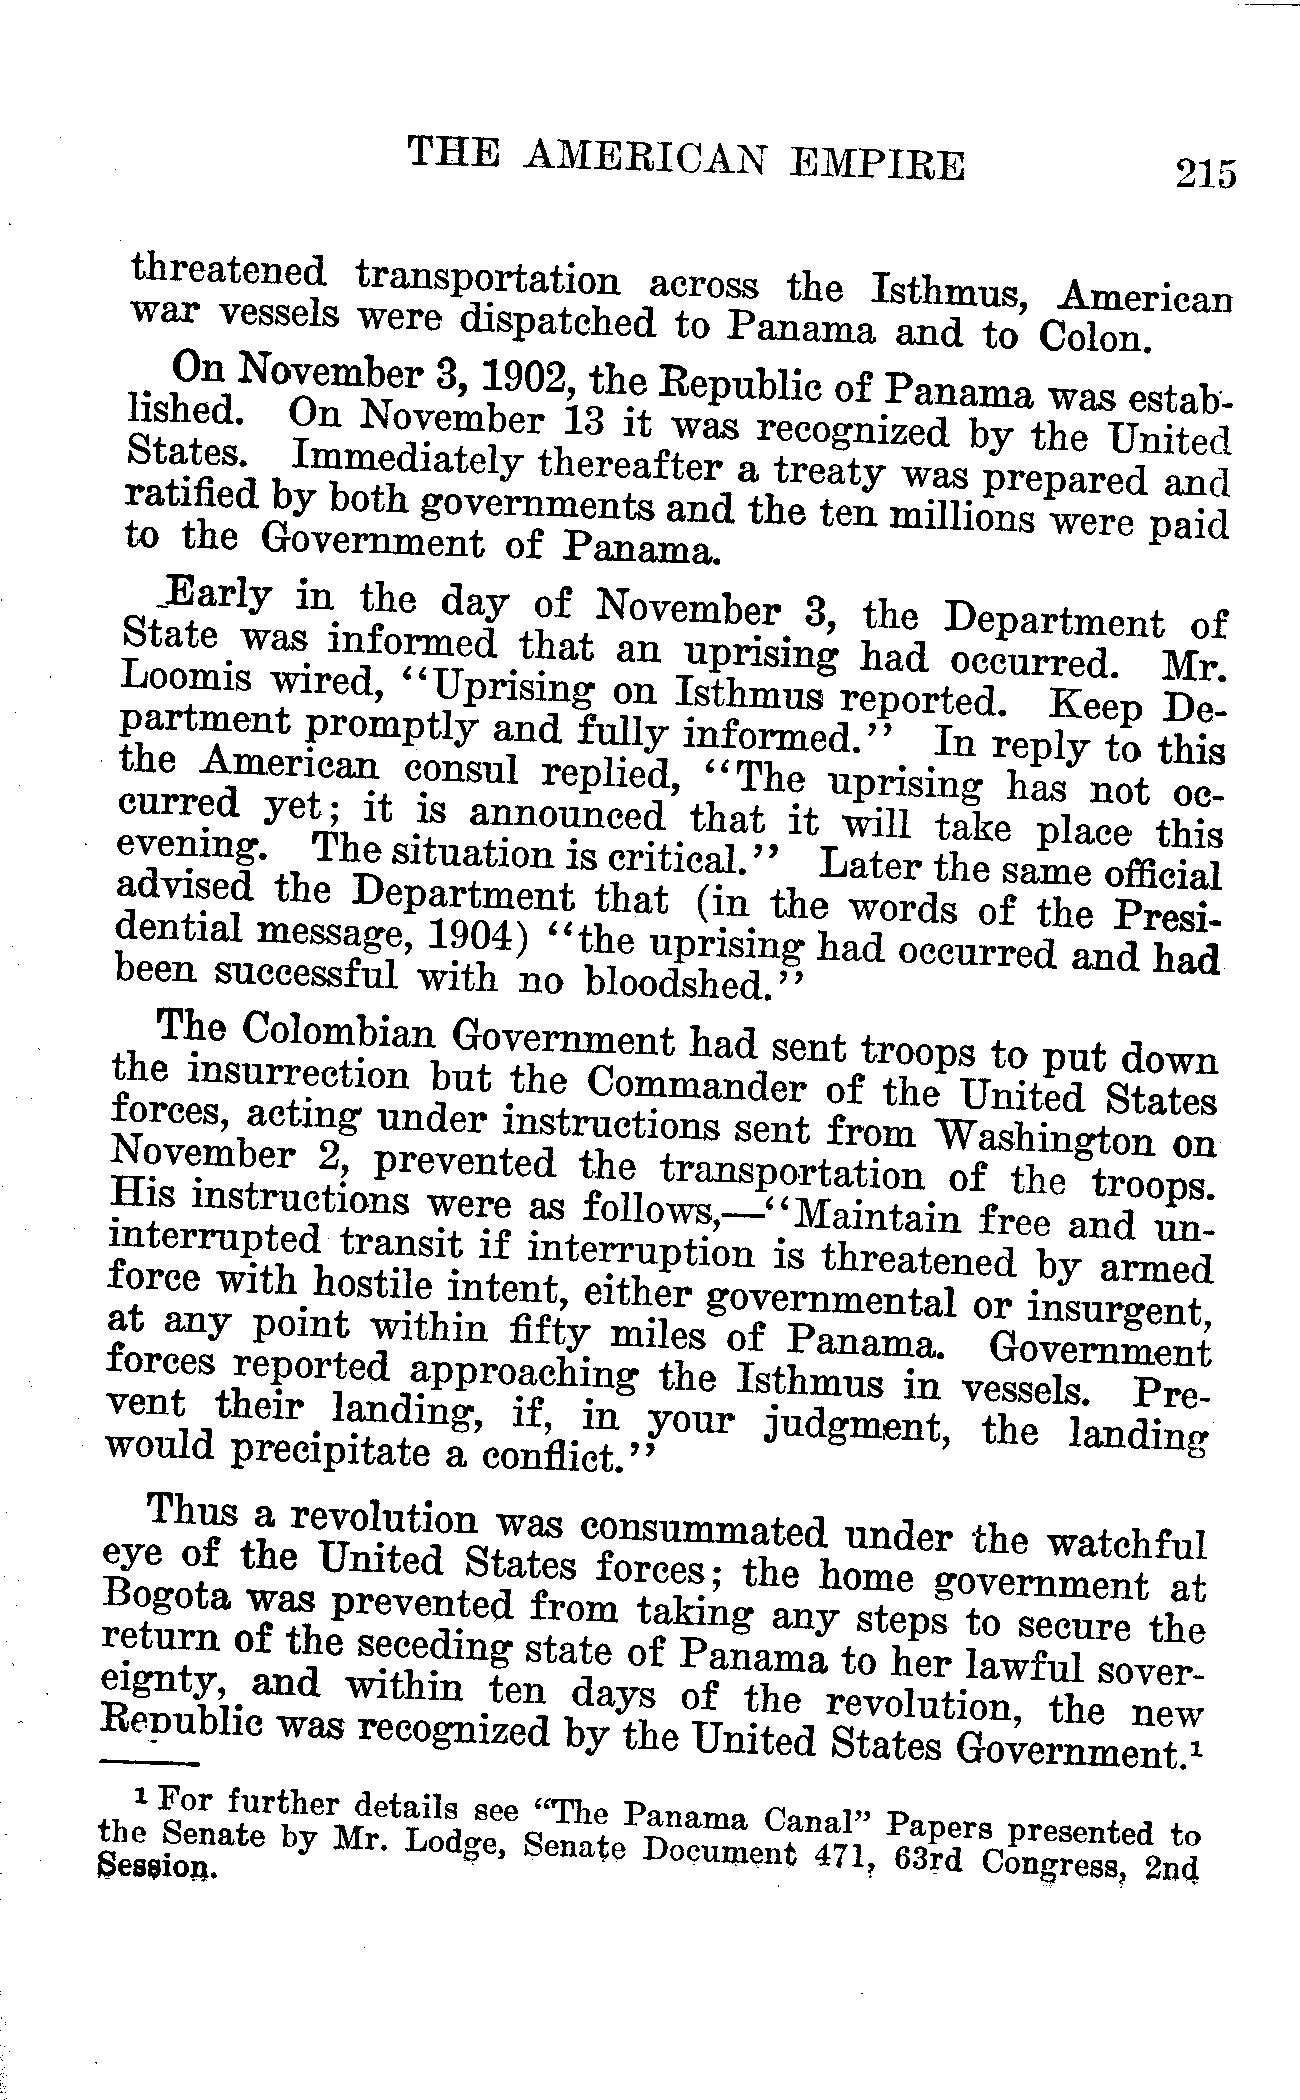 THE AMERICAN EMPIRE 215
threatened transportation across the Isthmus, American
war vessels were dispatched to Panama and to Colon.
On November 3, 1902, the Republic of Panama was estab-
lished. On November 13 it was recognized by the United
States. Immediately thereafter a treaty was prepared and
ratified by both governments and the ten millions were paid
to the Government of Panama.
Early in the day of November 3, the Department of
State was informed that an uprising had occurred. Mr.
Loomis wired, “Uprising on Isthmus reported. Keep De-
partment promptly and fully informed.” In reply to this
the American consul replied, “The uprising has not oc-
curred yet; it is announced that it will take place this
evening. The situation is critical.” Later the same official
advised the Department that (in the words of the Presi-
dential message, 1904) “the uprising had occurred and had
been successful with no bloodshed.”
The Colombian Government had sent troops to put down
the insurrection but the Commander of the United States
forces, acting under instructions sent from Washington on
November 2, prevented the transportation of the troops.
His instructions were as follows,—“Maintain free and un-
interrupted transit if interruption is threatened by armed
force with hostile intent, either governmental or insurgent,
at any point within fifty miles of Panama. Government
forces reported approaching the Isthmus in vessels. Pre-
vent their landing, if, in your judgment, the landing
would precipitate a conflict.”
Thus a revolution was consummated under the watchful
eye of the United States forces; the home government at
Bogota was prevented from taking any steps to secure the
return of the seceding state of Panama to her lawful sover-
eignty, and within ten days of the revolution, the new
Republic was recognized by the United States Government.¹
¹ For further details see “The Panama Canal” Papers presented to
the Senate by Mr. Lodge, Senate Document 471, 63rd Congress, 2nd
Session.